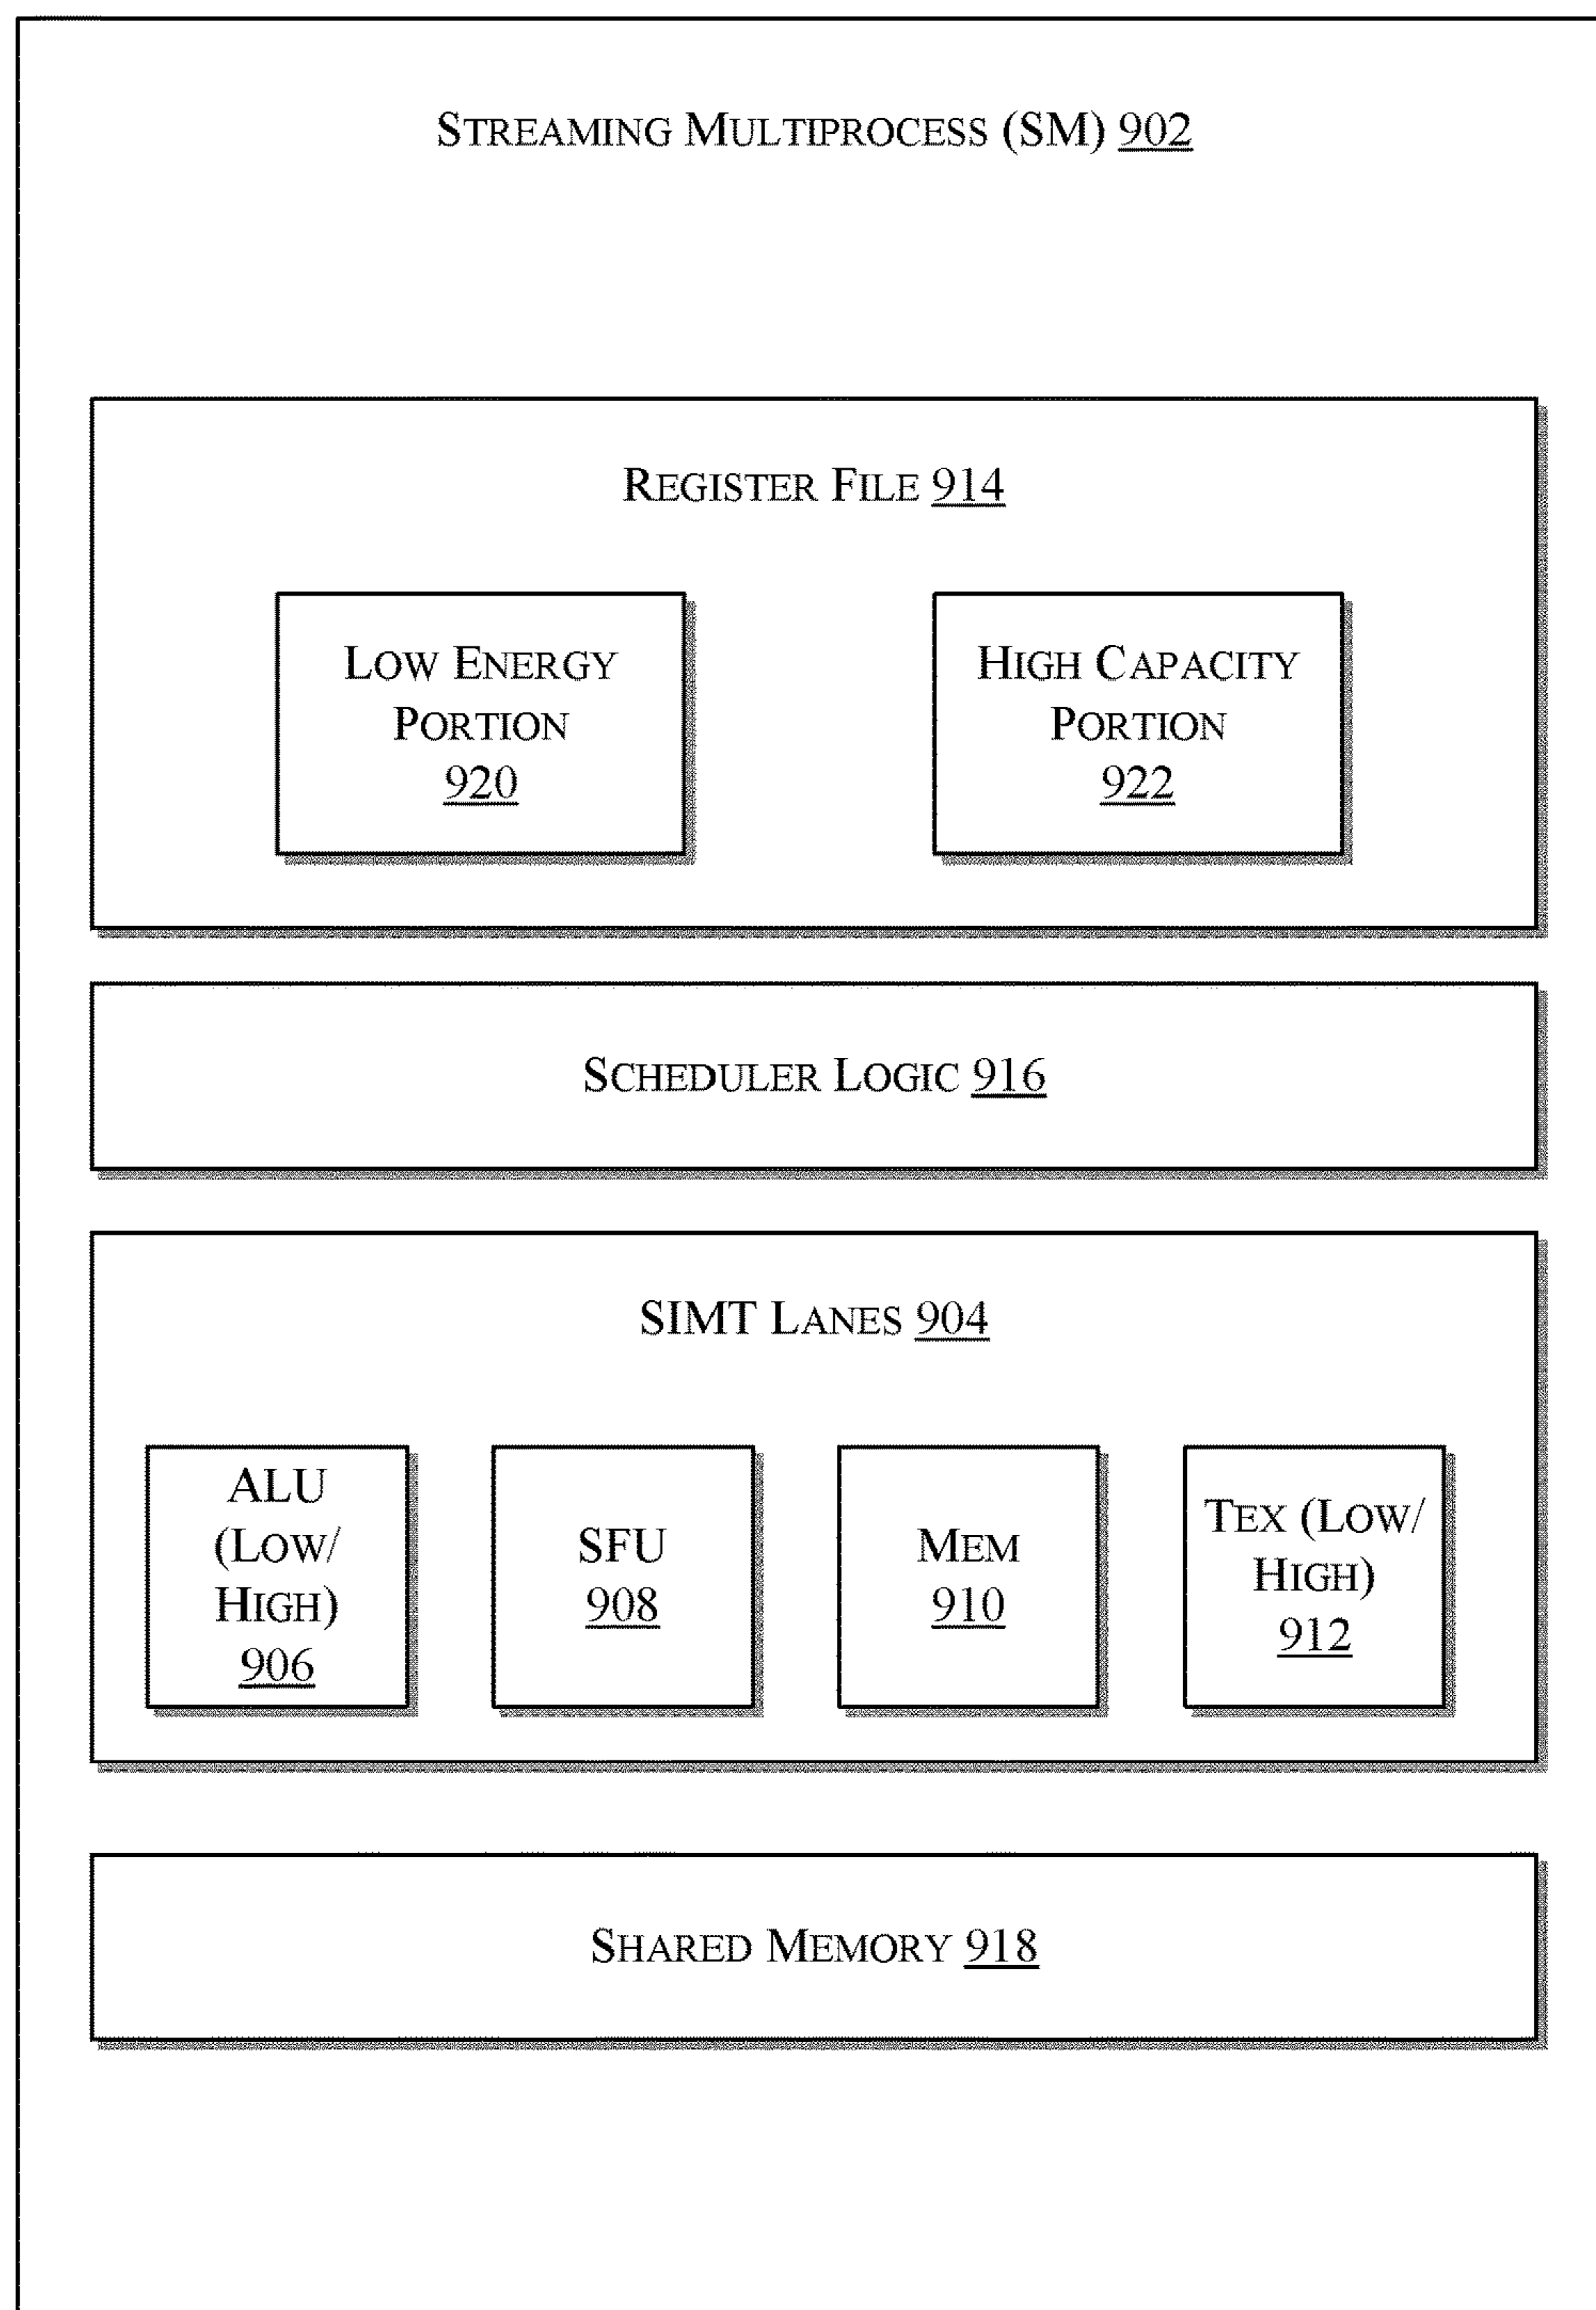 STREAMING MULTIPROCESS (SM) 902
REGISTER FILE 914
LOW ENERGY
PORTION
920
HIGH CAPACITY
PORTION
922
SCHEDULER LOGIC 916
SIMT LANES 904
ALU
(LOW/
HIGH)
906
SFU
908
MEM
910
TEX (LOW/
HIGH)
912
SHARED MEMORY 918